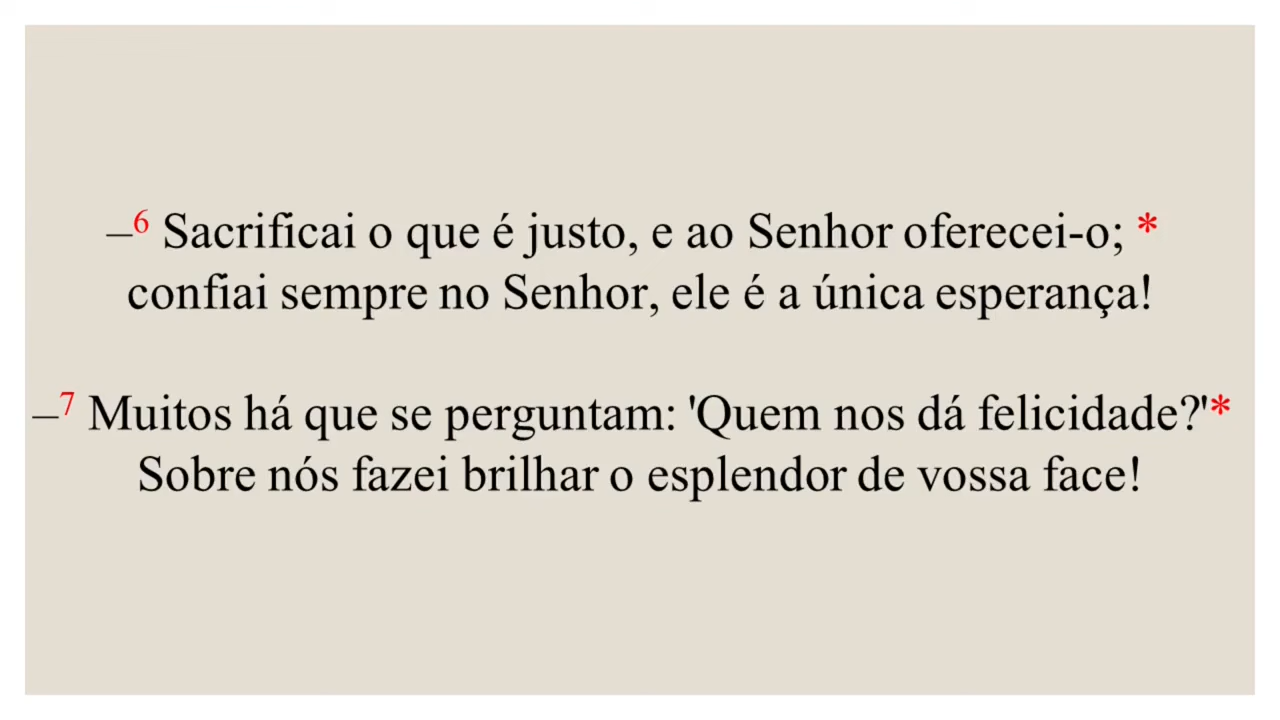 –6 Sacrificai o que é justo, e ao Senhor oferecei-o; *
confiai sempre no Senhor, ele é a única esperança!
–7 Muitos há que se perguntam: 'Quem nos dá felicidade?'*
Sobre nós fazei brilhar o esplendor de vossa face!